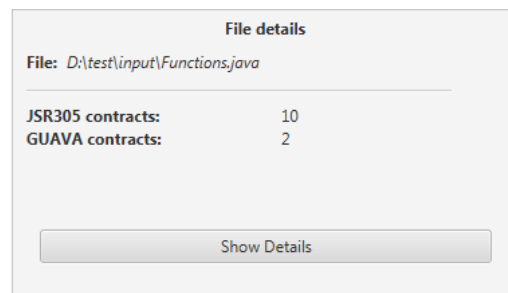 File details
File: D:\test\input\Functions.java
JSR305 contracts: 10
GUAVA contracts: 2
Show Details